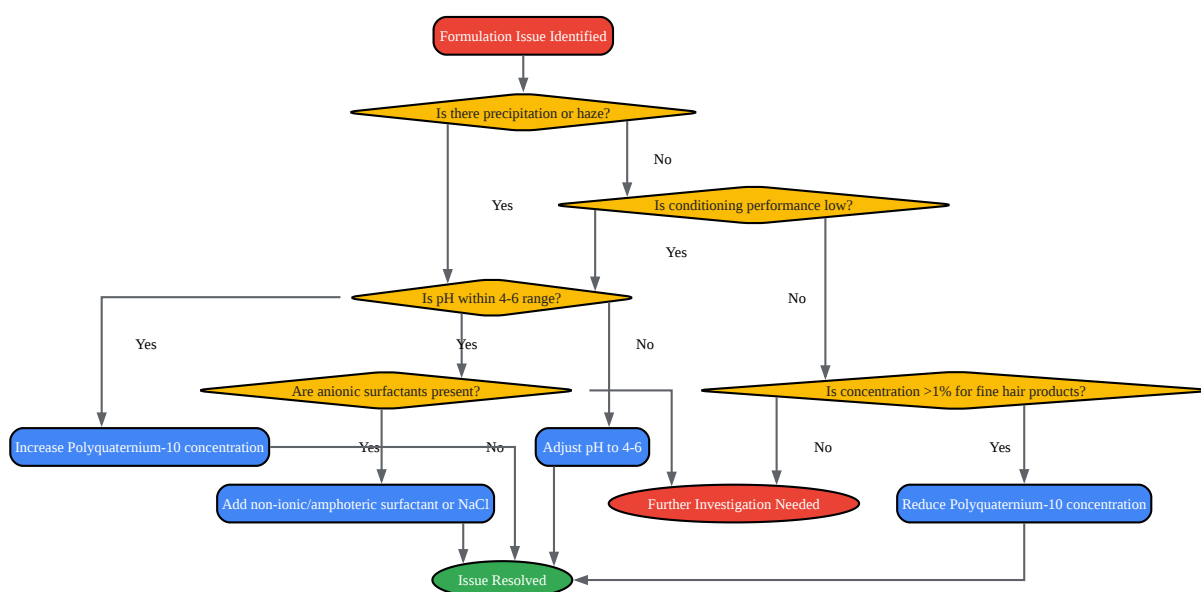 Formulation Issue Identified
Is there precipitation or haze?
No
Yes
Is conditioning performance low?
Yes
Is pH within 4-6 range?
No
Yes
Yes
No
Are anionic surfactants present?
Is concentration >1% for fine hair products?
Increase Polyquaternium-10 concentration
Yes
No
Adjust pH to 4-6
No
Yes
Add non-ionic/amphoteric surfactant or NaCl
Further Investigation Needed
Reduce Polyquaternium-10 concentration
Issue Resolved